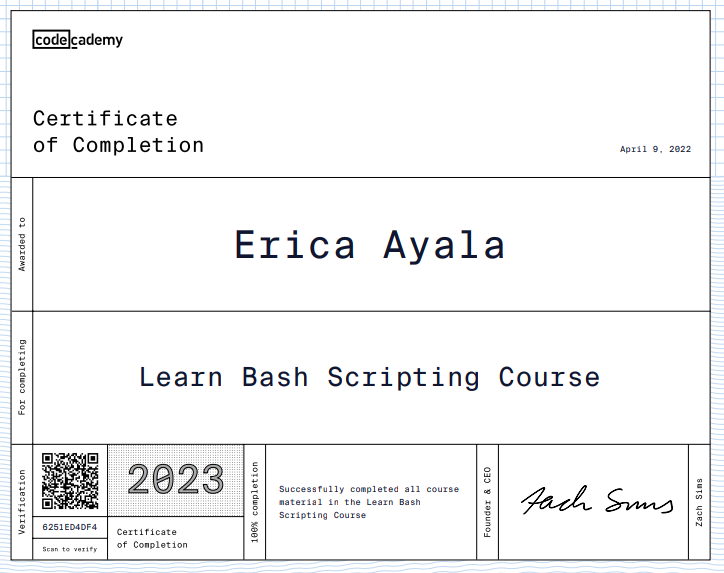 codecademy
Certificate
of Completion
April 9, 2022
Awarded to
Erica Ayala
For completing
Learn Bash Scripting Course
Verification
6251ED4DF4
Scan to verify
2023
Certificate
of Completion
100% completion
Successfully completed all course
material in the Learn Bash
Scripting Course
Founder & CEO
Zach Sims
Zach Sims